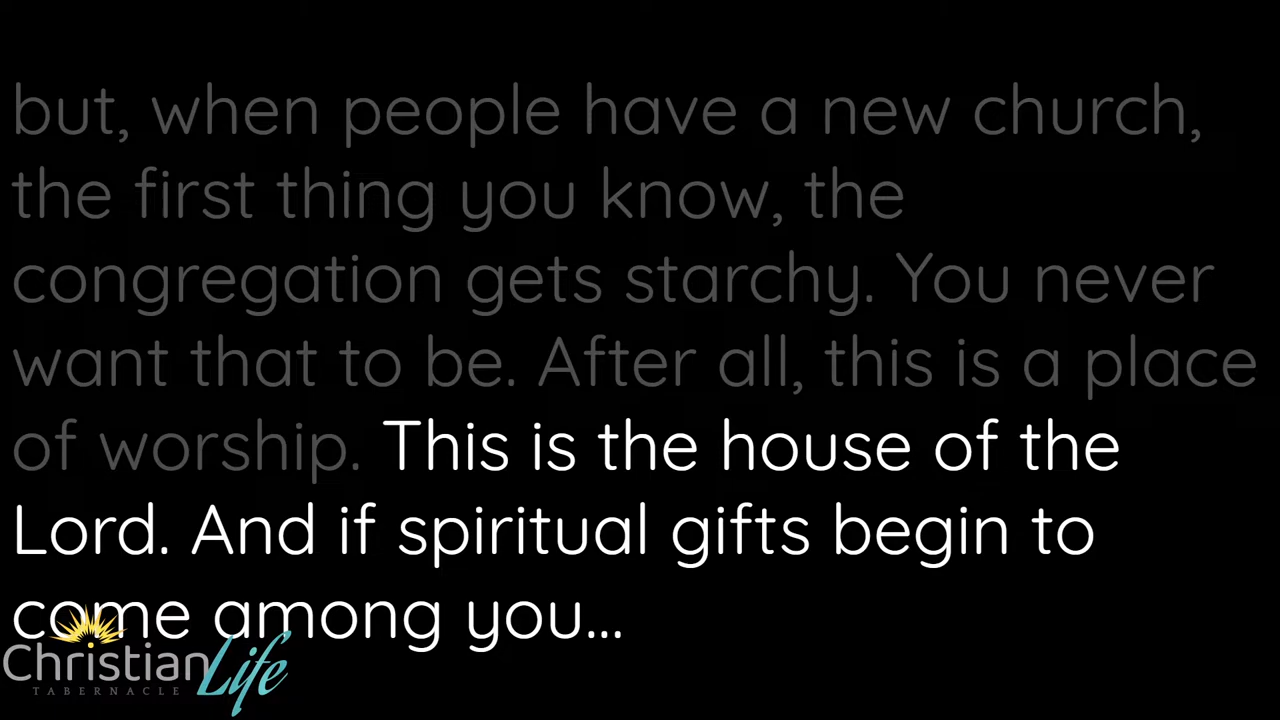 but, when people have a new church,
the first thing you know, the
congregation gets starchy. You never
want that to be. After all, this is a place
of worship. This is the house of the
Lord. And if spiritual gifts begin to
come among you...
Christian Life
TABERNACLE